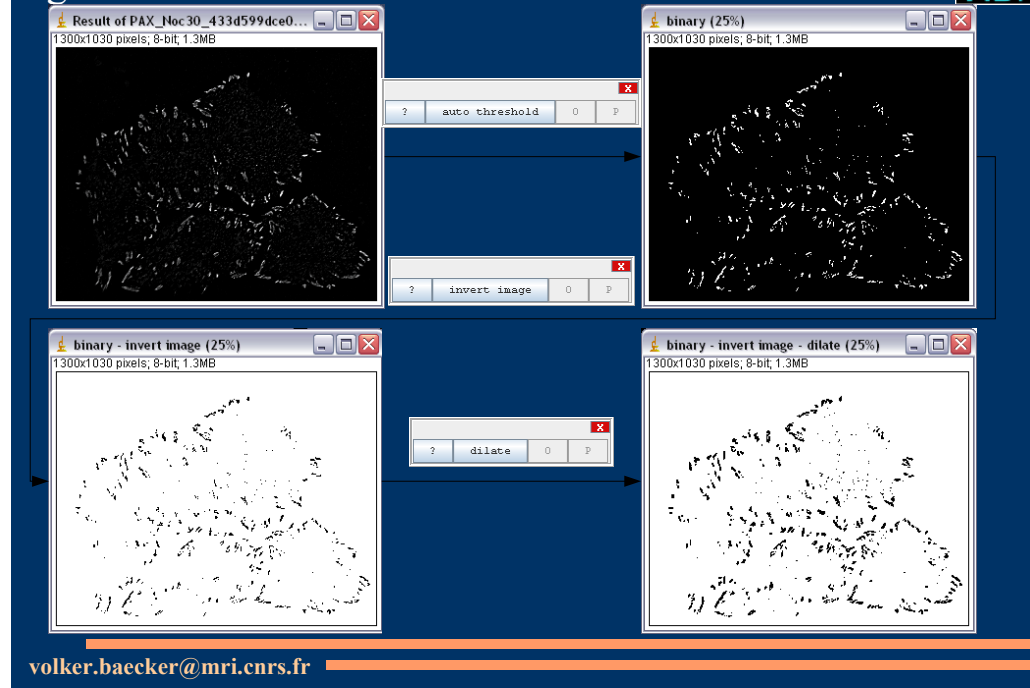 Result of PAX_Noc30_433d599dce0...
1300x1030 pixels; 8-bit; 1.3MB
binary (25%)
1300x1030 pixels; 8-bit; 1.3MB
X
? auto threshold O P
X
? invert image O P
binary - invert image (25%)
1300x1030 pixels; 8-bit; 1.3MB
binary - invert image - dilate (25%)
1300x1030 pixels; 8-bit; 1.3MB
X
? dilate O P
volker.baecker@mri.cnrs.fr